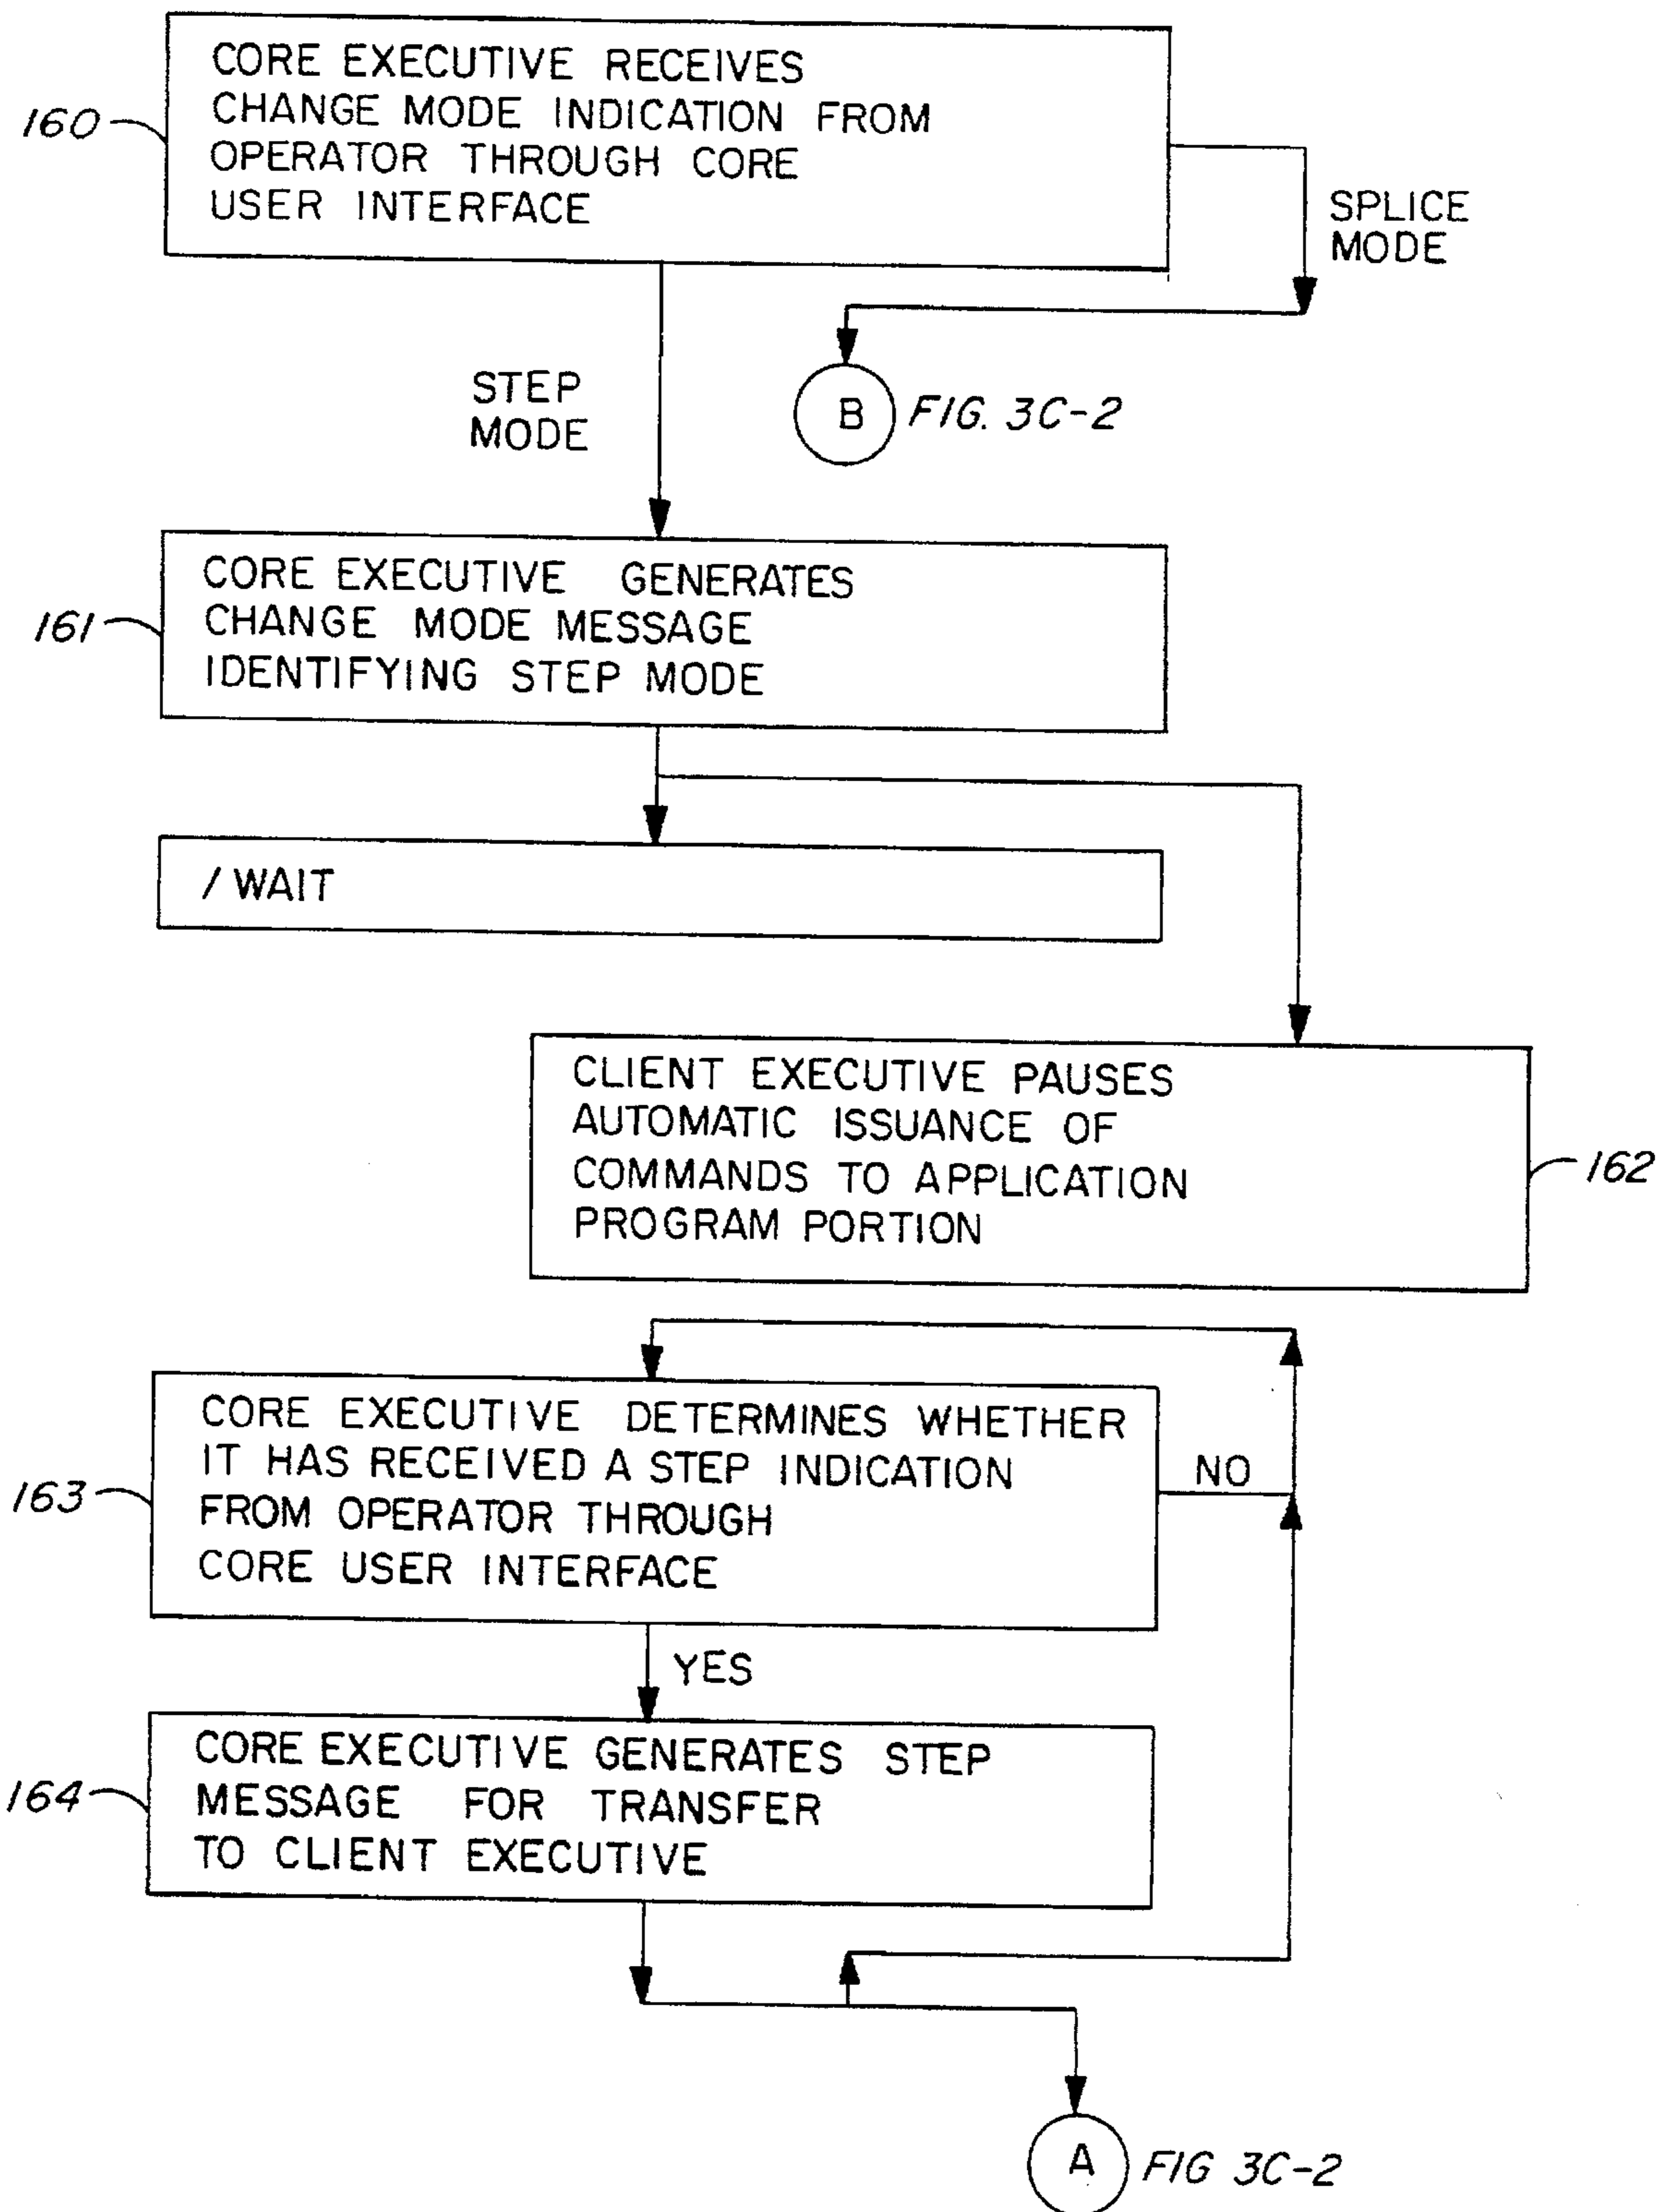 CORE EXECUTIVE RECEIVES
CHANGE MODE INDICATION FROM
OPERATOR THROUGH CORE
USER INTERFACE
160
SPLICE
MODE
STEP
MODE
B FIG. 3C-2
CORE EXECUTIVE GENERATES
CHANGE MODE MESSAGE
IDENTIFYING STEP MODE
161
/ WAIT
CLIENT EXECUTIVE PAUSES
AUTOMATIC ISSUANCE OF
COMMANDS TO APPLICATION
PROGRAM PORTION
162
CORE EXECUTIVE DETERMINES WHETHER
IT HAS RECEIVED A STEP INDICATION
FROM OPERATOR THROUGH
CORE USER INTERFACE
163
NO
YES
CORE EXECUTIVE GENERATES STEP
MESSAGE FOR TRANSFER
TO CLIENT EXECUTIVE
164
A FIG 3C-2